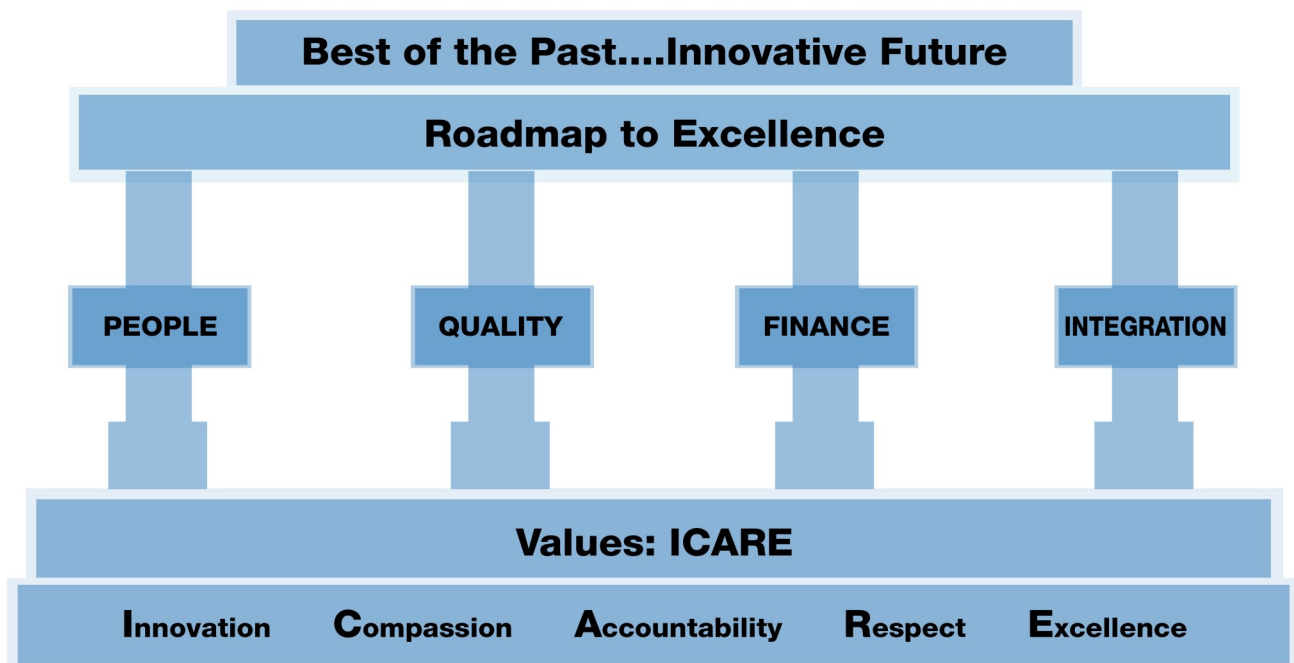 Best of the Past....Innovative Future
Roadmap to Excellence
PEOPLE QUALITY FINANCE INTEGRATION
Values: ICARE
Innovation Compassion Accountability Respect Excellence